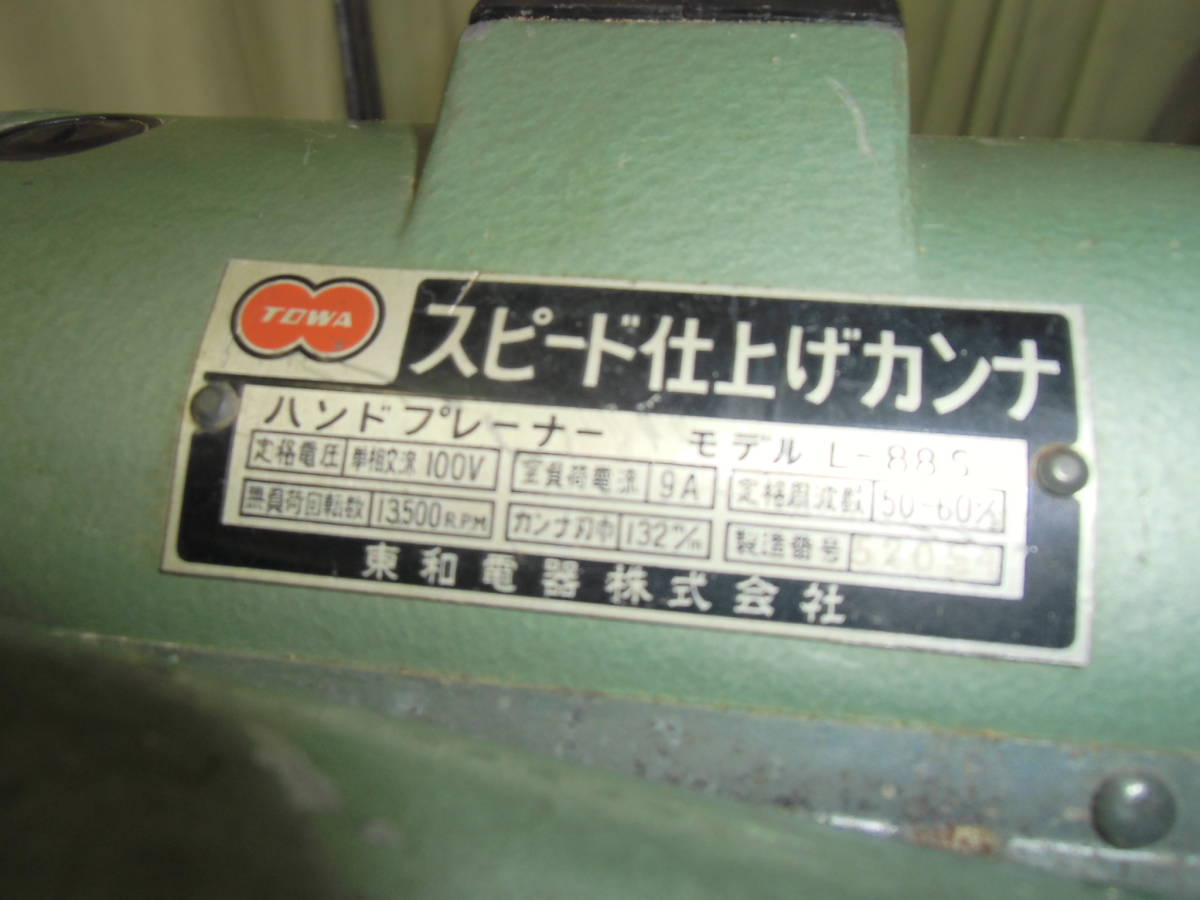 TOWA
スピード仕上げカンナ
ハンドプレーナー モデル L-88S
定格電圧 単相交流 100V 全負荷電流 9A 定格周波数 50-60
無負荷回転数 13,500 R.P.M カンナ刃巾 132 m/m 製造番号
東和電器株式会社